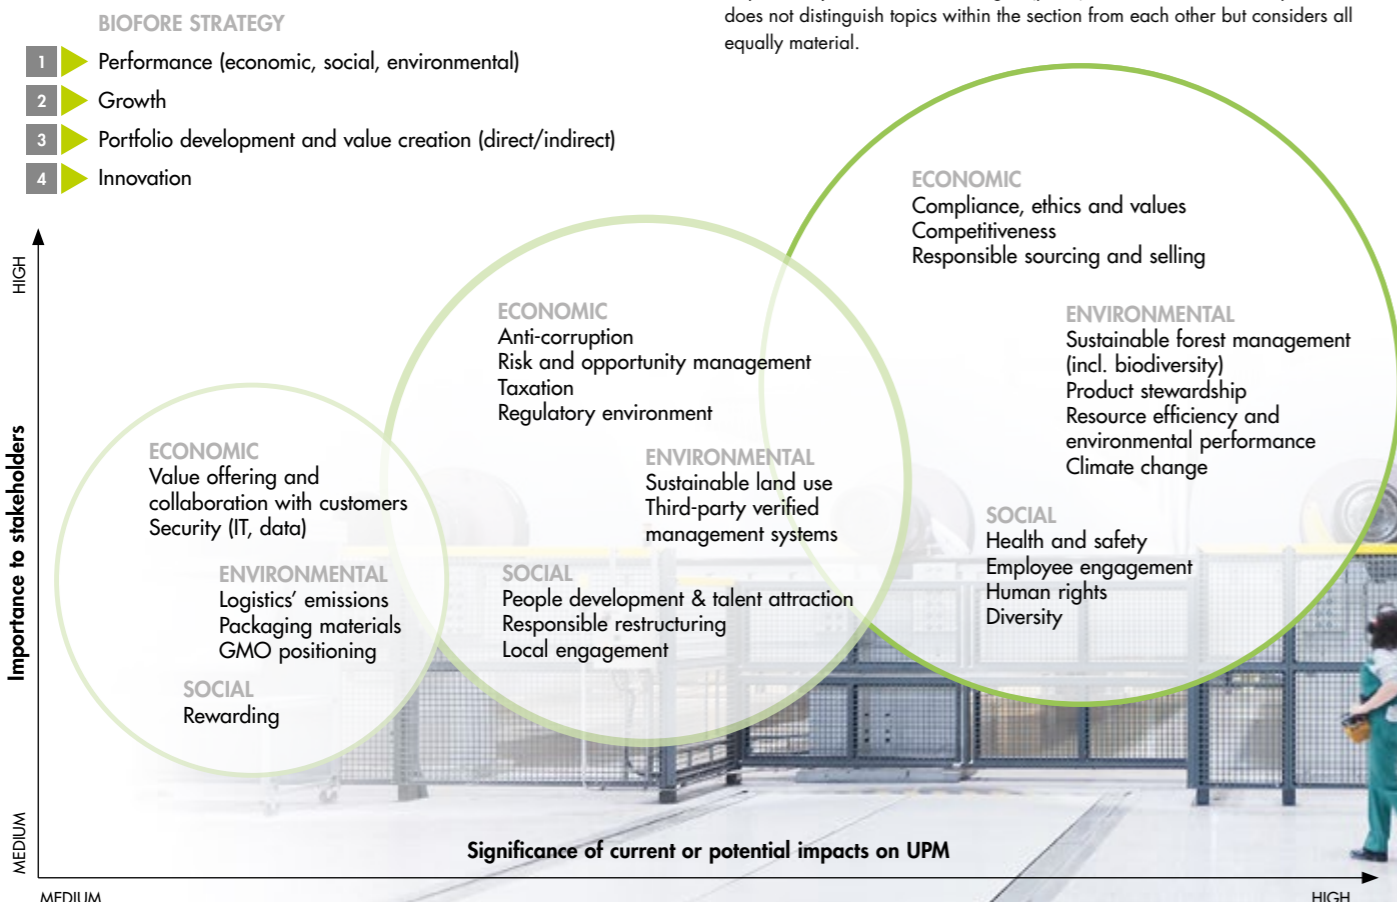 BIOFORE STRATEGY
1 Performance (economic, social, environmental)
2 Growth
3 Portfolio development and value creation (direct/indirect)
4 Innovation
does not distinguish topics within the section from each other but considers all
equally material.
HIGH
Importance to stakeholders
MEDIUM
ECONOMIC
Value offering and
collaboration with customers
Security (IT, data)
ENVIRONMENTAL
Logistics’ emissions
Packaging materials
GMO positioning
SOCIAL
Rewarding
ECONOMIC
Anti-corruption
Risk and opportunity management
Taxation
Regulatory environment
ENVIRONMENTAL
Sustainable land use
Third-party verified
management systems
SOCIAL
People development & talent attraction
Responsible restructuring
Local engagement
ECONOMIC
Compliance, ethics and values
Competitiveness
Responsible sourcing and selling
ENVIRONMENTAL
Sustainable forest management
(incl. biodiversity)
Product stewardship
Resource efficiency and
environmental performance
Climate change
SOCIAL
Health and safety
Employee engagement
Human rights
Diversity
Significance of current or potential impacts on UPM
MEDIUM
HIGH